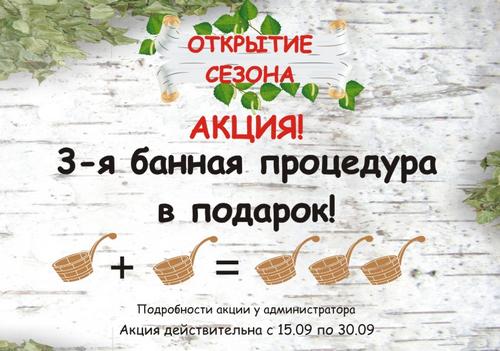 ОТКРЫТИЕ
СЕЗОНА
АКЦИЯ!
3-я банная процедура
в подарок!
+ =
Подробности акции у администратора
Акция действительна с 15.09 по 30.09